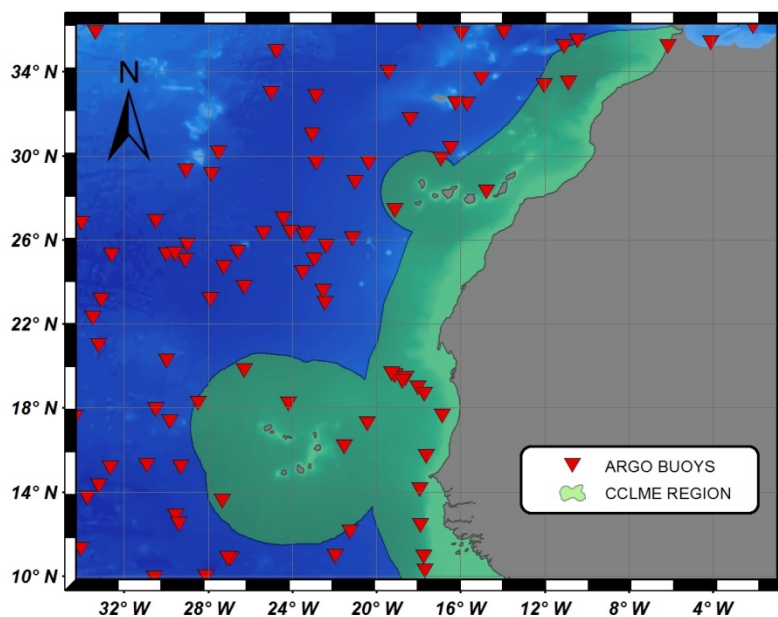 N
34° N
30° N
26° N
22° N
18° N
14° N
10° N
ARGO BUOYS
CCLME REGION
32° W 28° W 24° W 20° W 16° W 12° W 8° W 4° W